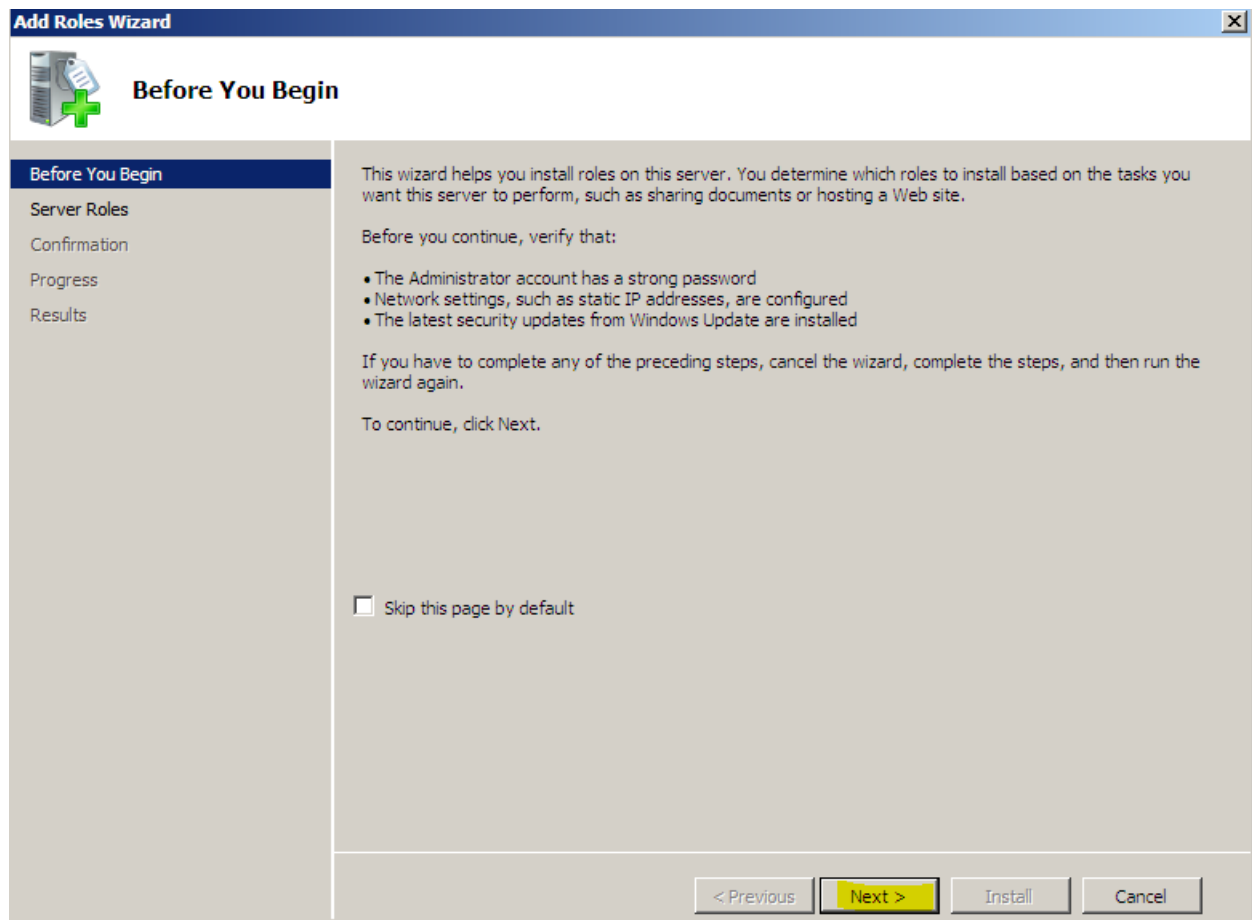 Add Roles Wizard
Before You Begin
Before You Begin
Server Roles
Confirmation
Progress
Results
This wizard helps you install roles on this server. You determine which roles to install based on the tasks you
want this server to perform, such as sharing documents or hosting a Web site.
Before you continue, verify that:
• The Administrator account has a strong password
• Network settings, such as static IP addresses, are configured
• The latest security updates from Windows Update are installed
If you have to complete any of the preceding steps, cancel the wizard, complete the steps, and then run the
wizard again.
To continue, click Next.
Skip this page by default
< Previous
Next >
Install
Cancel